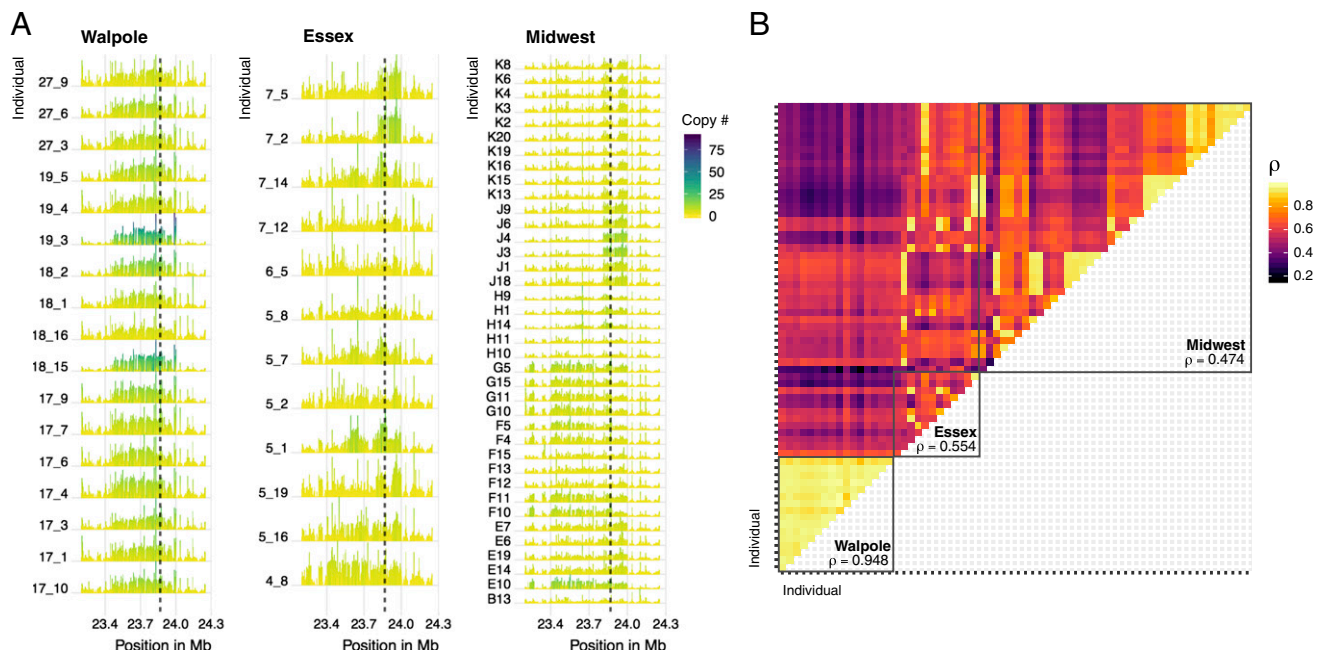 A
Walpole
Individual
27_9
27_6
27_3
19_5
19_4
19_3
18_2
18_1
18_16
18_15
17_9
17_7
17_6
17_4
17_3
17_1
17_10
23.4 23.7 24.0 24.3
Position in Mb
Essex
Individual
7_5
7_2
7_14
7_12
6_5
5_8
5_7
5_2
5_1
5_19
5_16
4_8
23.4 23.7 24.0 24.3
Position in Mb
Midwest
Individual
K8
K6
K4
K3
K2
K20
K19
K16
K15
K13
J9
J6
J4
J3
J1
J18
H9
H1
H14
H11
H10
G5
G15
G11
G10
F5
F4
F15
F13
F12
F11
F10
E7
E6
E19
E14
E10
B13
23.4 23.7 24.0 24.3
Position in Mb
Copy #
75
50
25
0
B
Midwest
ρ = 0.474
Essex
ρ = 0.554
Walpole
ρ = 0.948
Individual
Individual
ρ
0.8
0.6
0.4
0.2